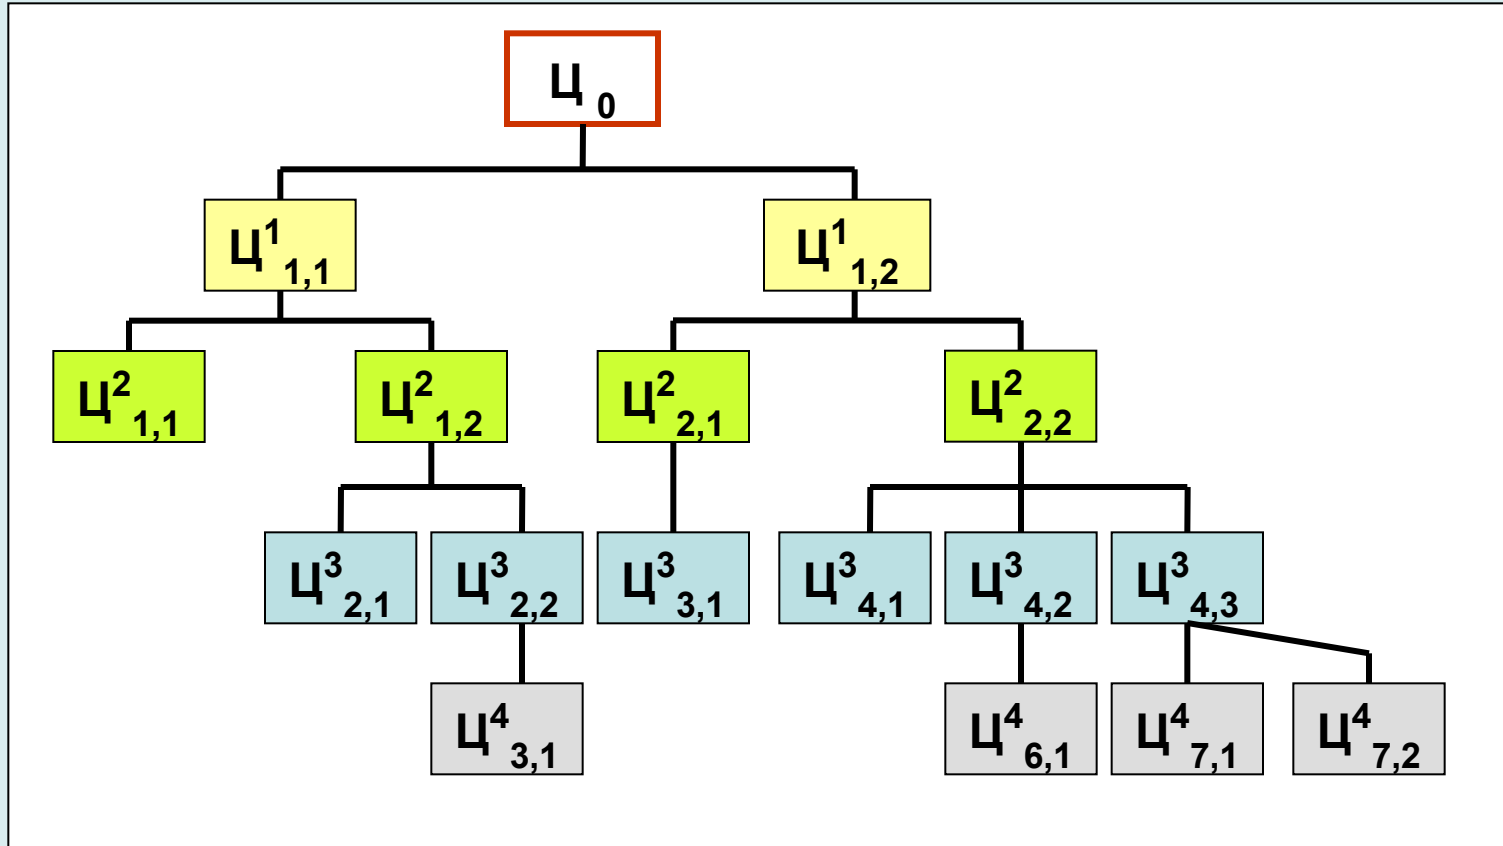 Ц 0
Ц¹ 1,1
Ц¹ 1,2
Ц² 1,1
Ц² 1,2
Ц² 2,1
Ц² 2,2
Ц³ 2,1
Ц³ 2,2
Ц³ 3,1
Ц³ 4,1
Ц³ 4,2
Ц³ 4,3
Ц⁴ 3,1
Ц⁴ 6,1
Ц⁴ 7,1
Ц⁴ 7,2